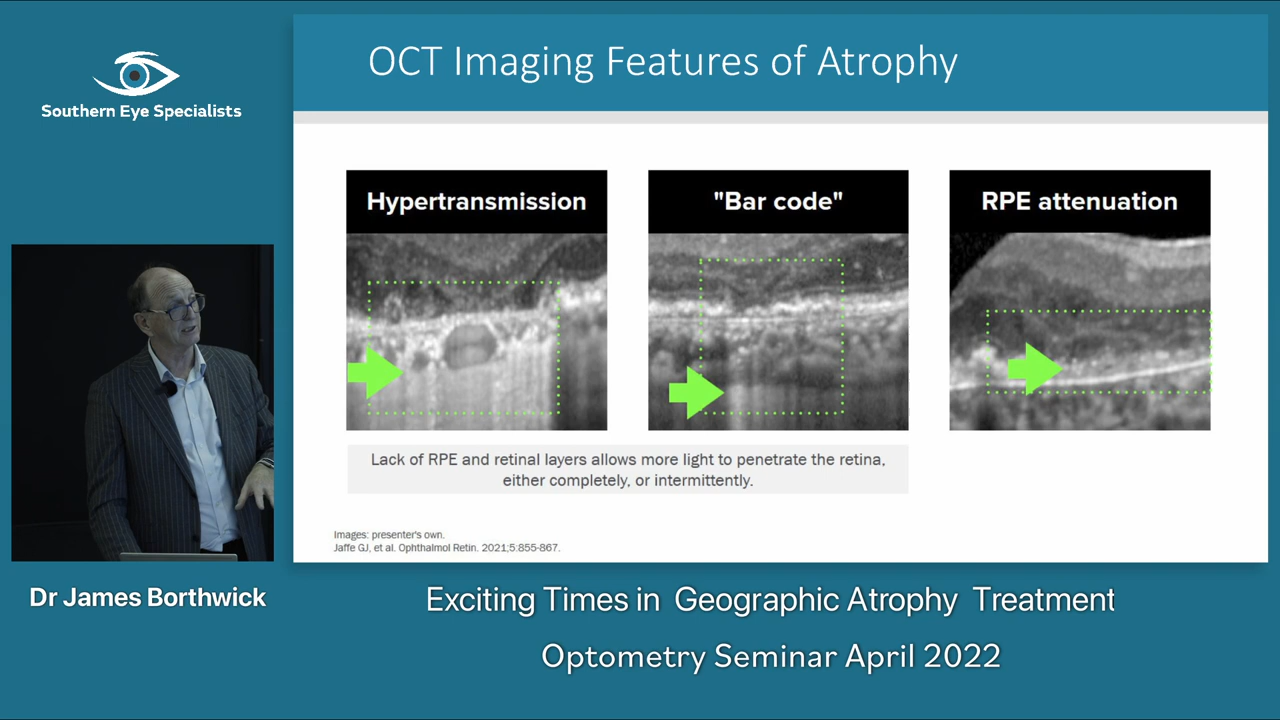 Southern Eye Specialists
OCT Imaging Features of Atrophy
Hypertransmission
"Bar code"
RPE attenuation
Lack of RPE and retinal layers allows more light to penetrate the retina,
either completely, or intermittently.
Images: presenter's own.
Jaffe GJ, et al. Ophthalmol Retin. 2021;5:855-867.
Dr James Borthwick
Exciting Times in Geographic Atrophy Treatment
Optometry Seminar April 2022